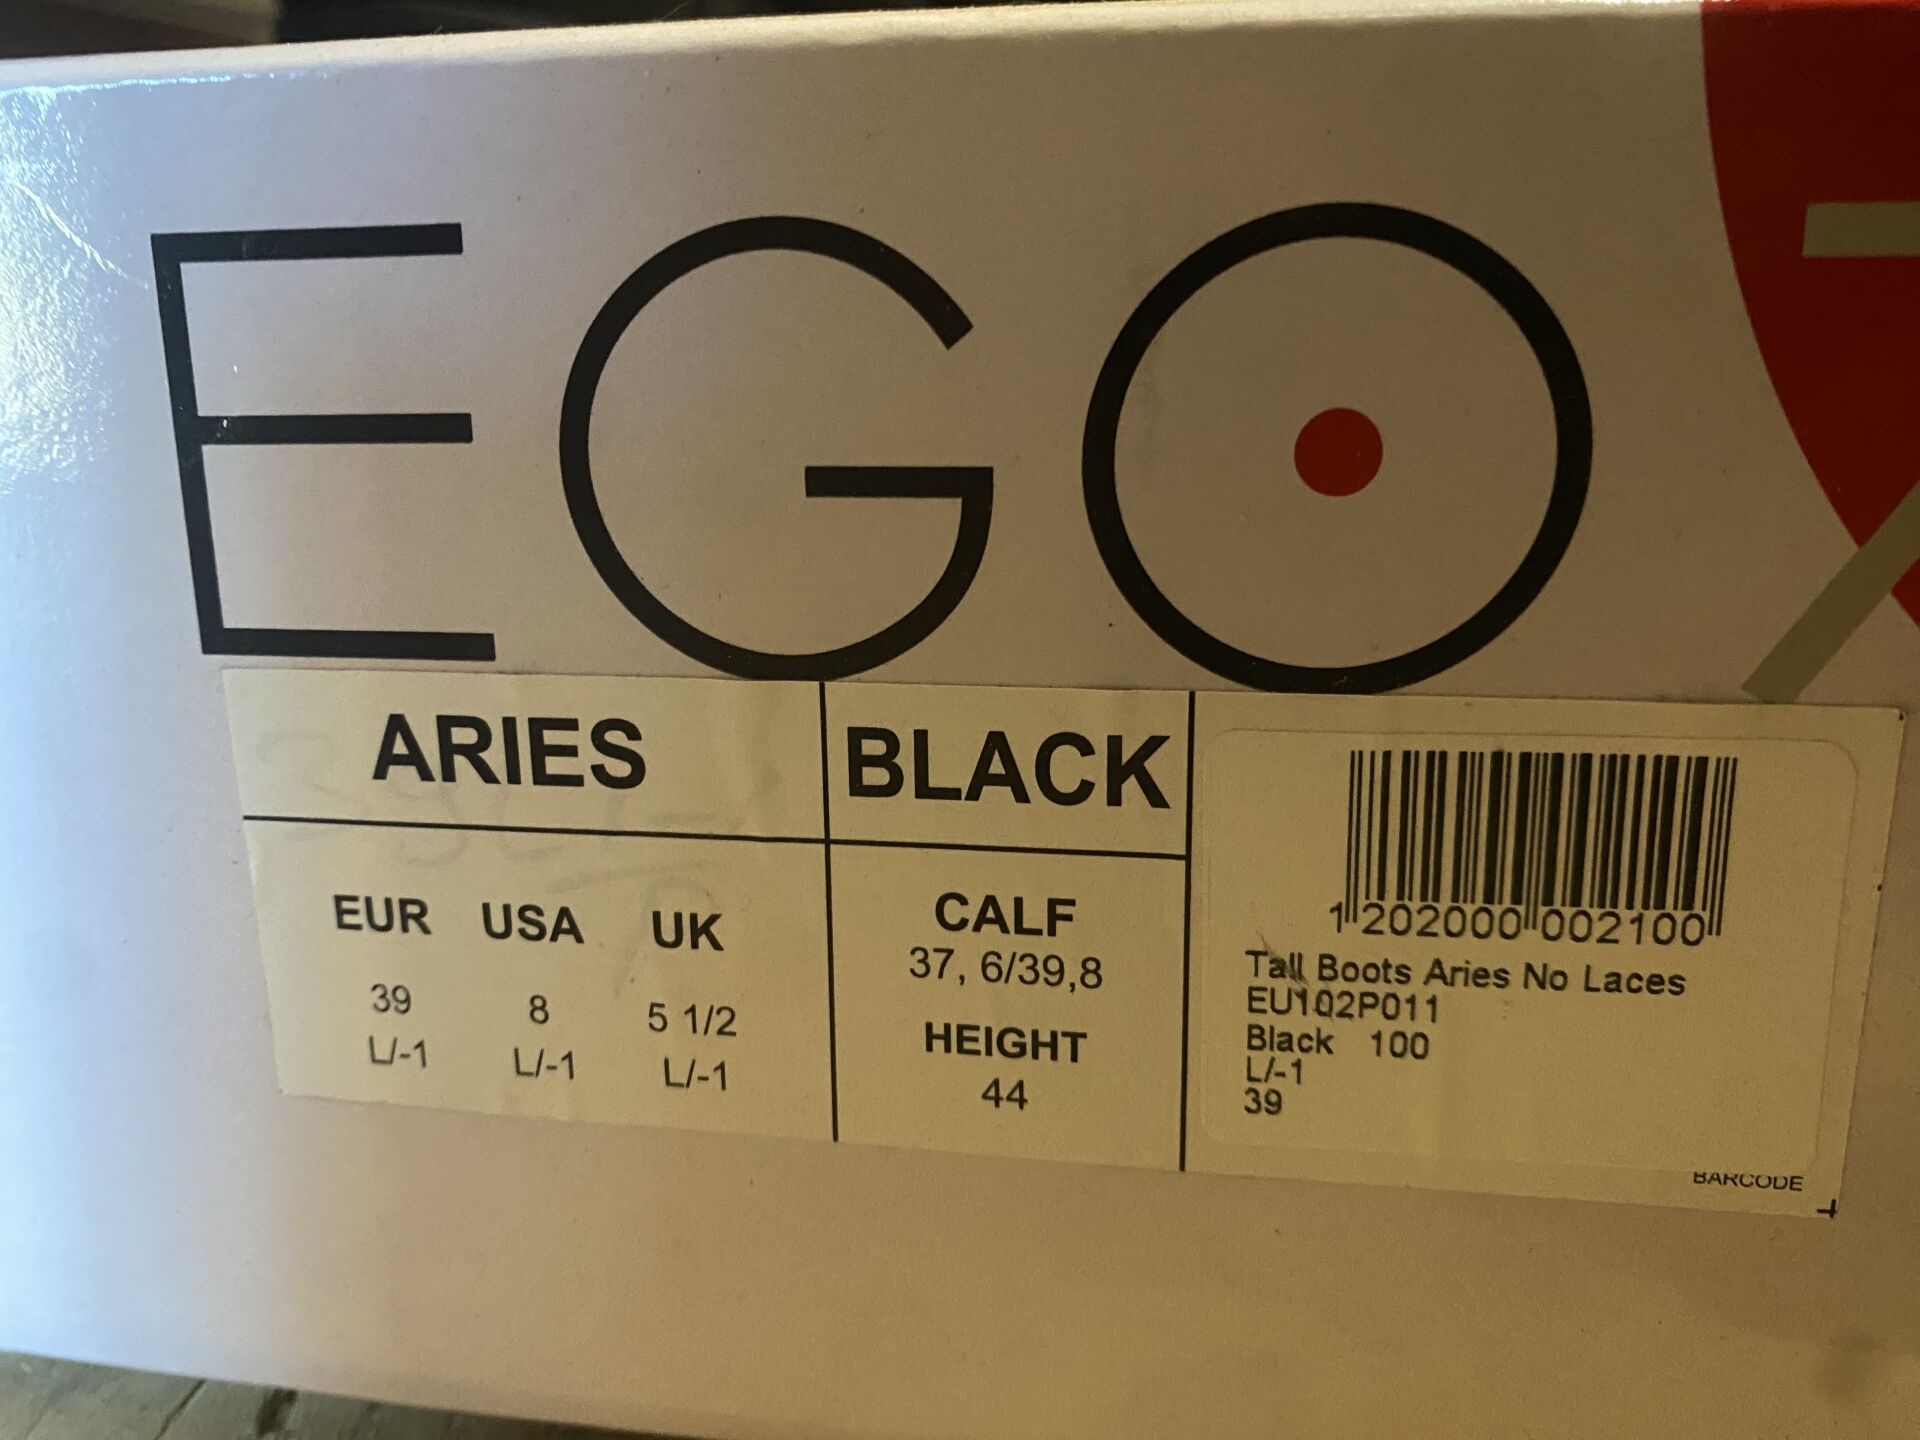 EGO 7
ARIES
BLACK
EUR USA UK
39 8 5 1/2
L/-1 L/-1 L/-1
CALF
37, 6/39,8
HEIGHT
44
1 202000 002100
Tall Boots Aries No Laces
EU102P011
Black 100
L/-1
39
BARCODE